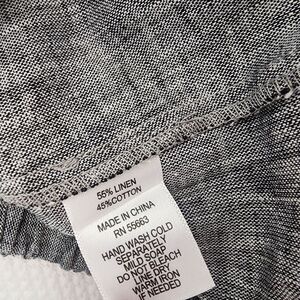 55% LINEN
45%COTTON
MADE IN CHINA
RN 55663
HAND WASH COLD
SEPARATELY
MILD SOAP
DO NOT BLEACH
DRY
WARM IRON
IF NEEDED